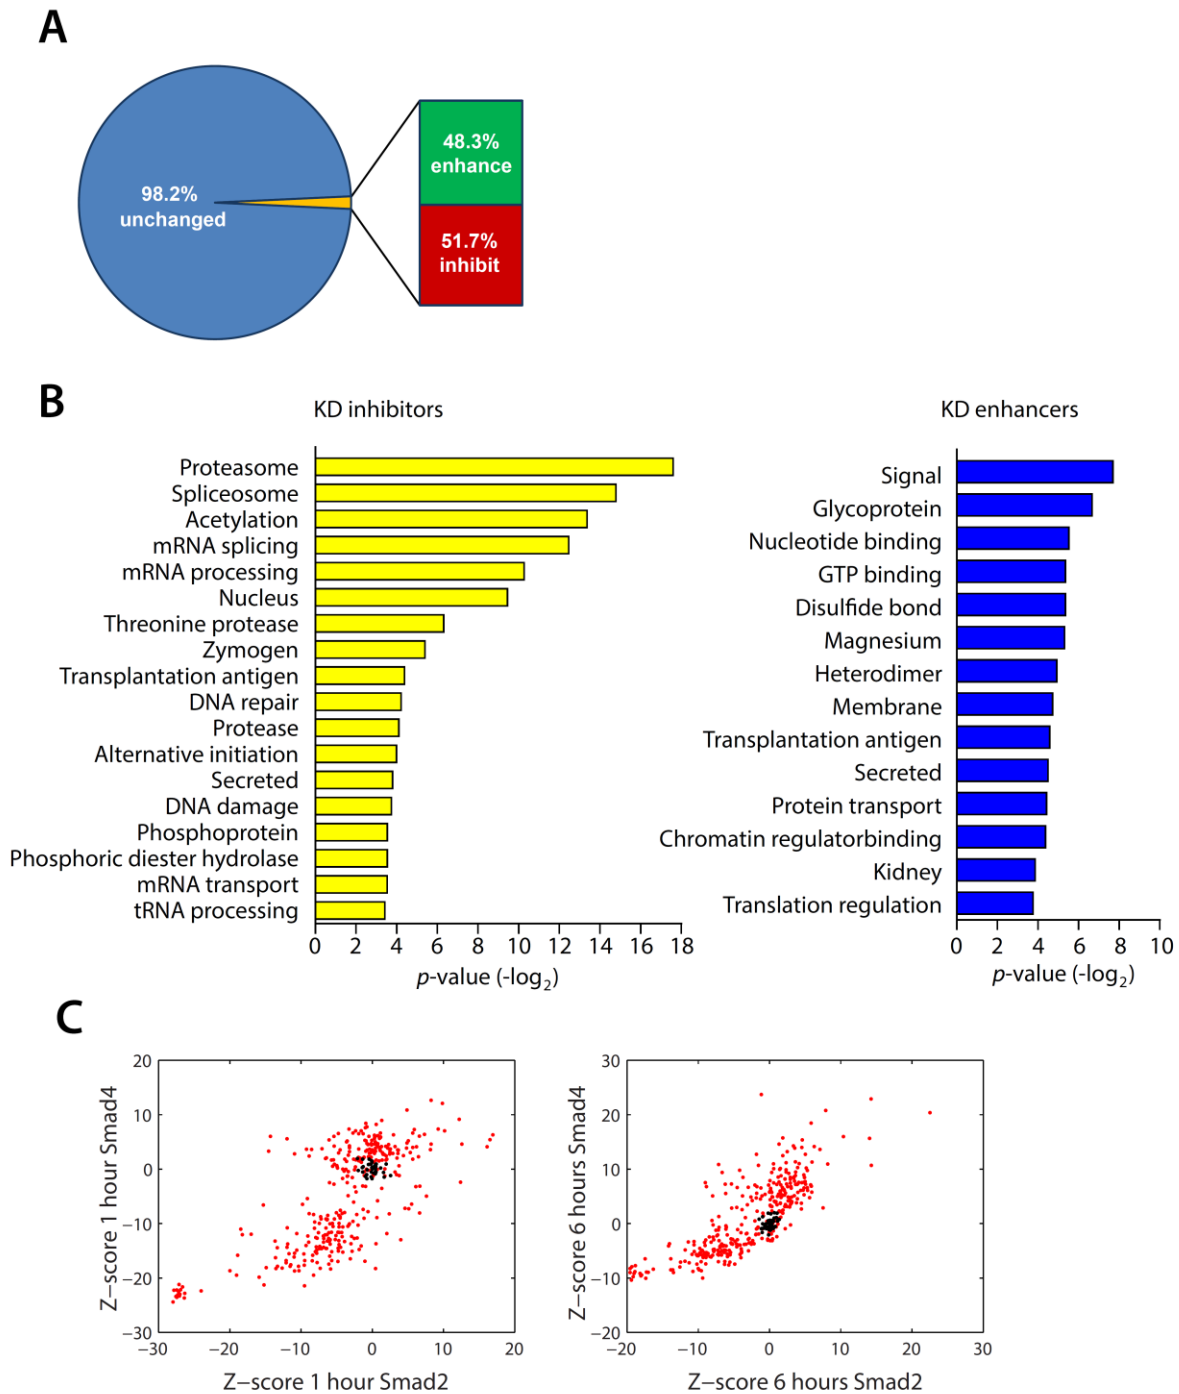 A
98.2%
unchanged
48.3%
enhance
51.7%
inhibit
B
KD inhibitors
Proteasome
Spliceosome
Acetylation
mRNA splicing
mRNA processing
Nucleus
Threonine protease
Zymogen
Transplantation antigen
DNA repair
Protease
Alternative initiation
Secreted
DNA damage
Phosphoprotein
Phosphoric diester hydrolase
mRNA transport
tRNA processing
0 2 4 6 8 10 12 14 16 18
p-value (-log2)
KD enhancers
Signal
Glycoprotein
Nucleotide binding
GTP binding
Disulfide bond
Magnesium
Heterodimer
Membrane
Transplantation antigen
Secreted
Protein transport
Chromatin regulatorbinding
Kidney
Translation regulation
0 2 4 6 8 10
p-value (-log2)
C
Z−score 1 hour Smad4
20
10
0
−10
−20
−30
−30 −20 −10 0 10 20
Z−score 1 hour Smad2
Z−score 6 hours Smad4
30
20
10
0
−10
−20
−20 −10 0 10 20 30
Z−score 6 hours Smad2